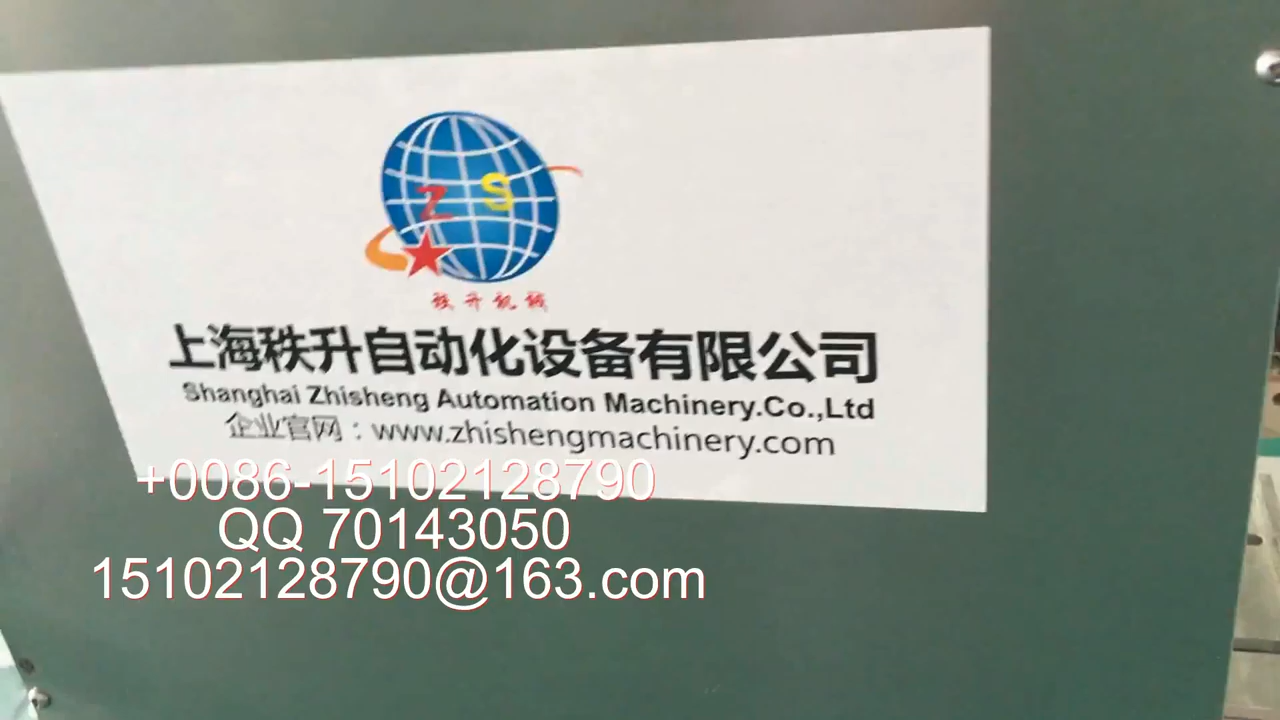 Z S
秩升机械
上海秩升自动化设备有限公司
Shanghai Zhisheng Automation Machinery.Co.,Ltd
企业官网：www.zhishengmachinery.com
+0086-15102128790
QQ 70143050
15102128790@163.com